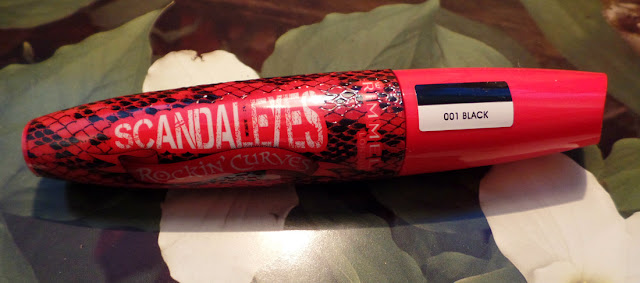 SCANDALEYES
ROCKIN' CURVES
RIMMEL
001 BLACK